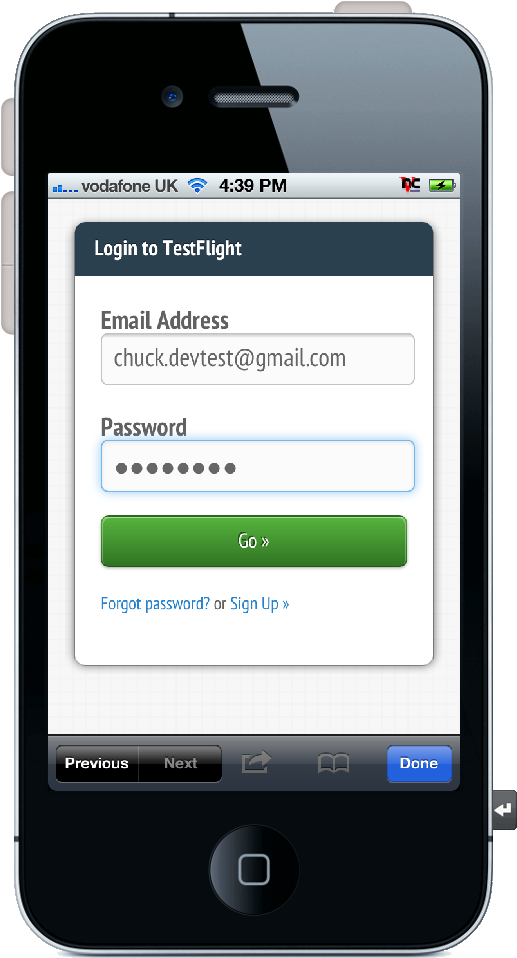 vodafone UK 4:39 PM
Login to TestFlight
Email Address
chuck.devtest@gmail.com
Password
●●●●●●●●
Go »
Forgot password? or Sign Up »
Previous Next Done